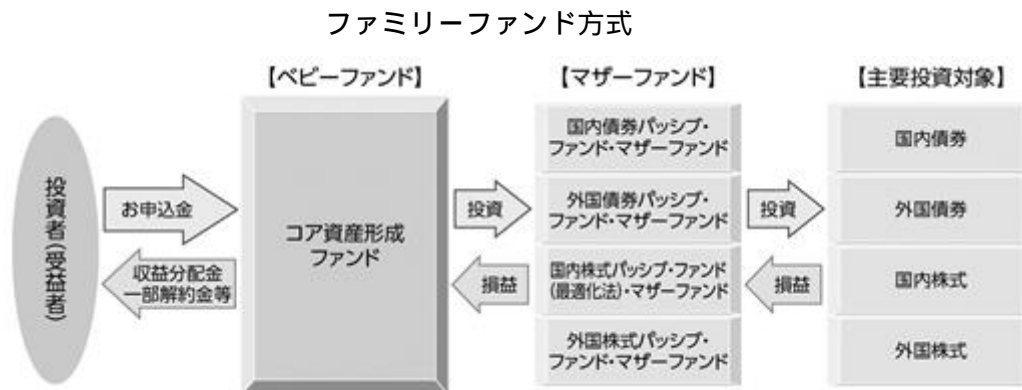 ファミリーファンド方式
【ベビーファンド】
【マザーファンド】
【主要投資対象】
投資者(受益者)
お申込金
収益分配金
一部解約金等
コア資産形成
ファンド
投資
損益
国内債券パッシブ・
ファンド・マザーファンド
外国債券パッシブ・
ファンド・マザーファンド
国内株式パッシブ・ファンド
(最適化法)・マザーファンド
外国株式パッシブ・
ファンド・マザーファンド
投資
損益
国内債券
外国債券
国内株式
外国株式